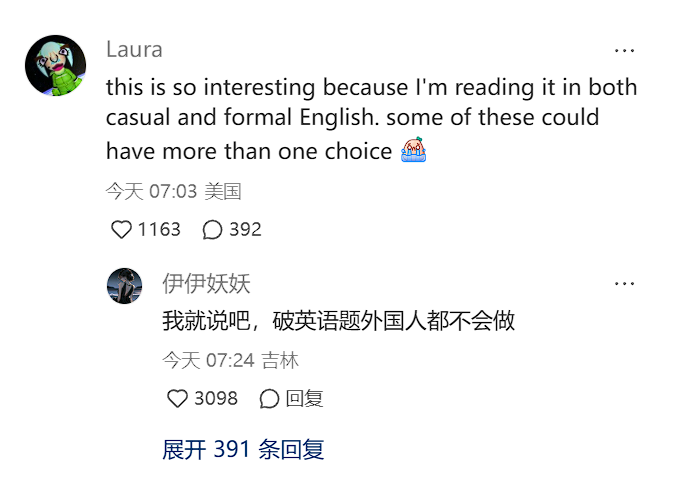 Laura
this is so interesting because I'm reading it in both
casual and formal English. some of these could
have more than one choice
今天 07:03 美国
1163 392
伊伊妖妖
我就说吧，破英语题外国人都不会做
今天 07:24 吉林
3098 回复
展开 391 条回复